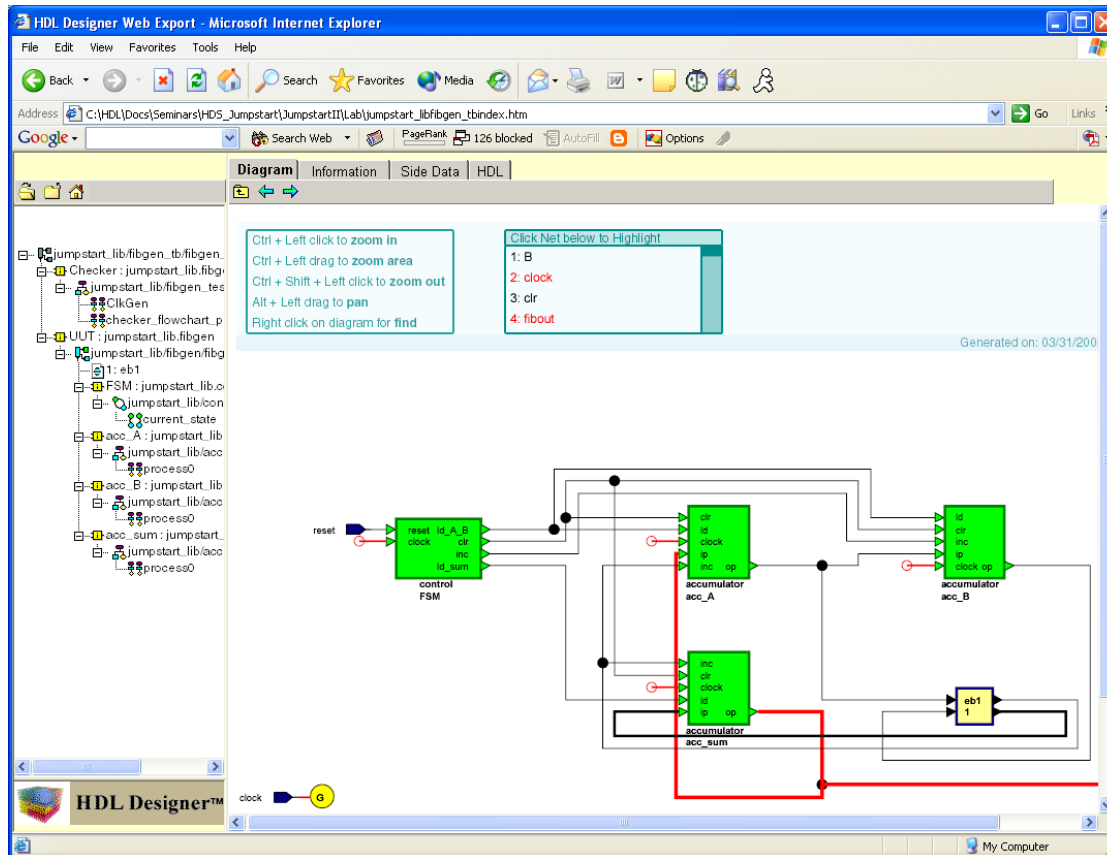 HDL Designer Web Export - Microsoft Internet Explorer
File Edit View Favorites Tools Help
Back Search Favorites Media
Address C:\HDL\Docs\Seminars\HDS_Jumpstart\JumpstartII\Lab\jumpstart_libfibgen_tbindex.htm Go Links
Google Search Web PageRank 126 blocked AutoFill Options
Diagram Information Side Data HDL
Ctrl + Left click to zoom in
Ctrl + Left drag to zoom area
Ctrl + Shift + Left click to zoom out
Alt + Left drag to pan
Right click on diagram for find
Click Net below to Highlight
1: B
2: clock
3: clr
4: fibout
Generated on: 03/31/200
jumpstart_lib/fibgen_tb/fibgen_
Checker : jumpstart_lib.fibg
jumpstart_lib/fibgen_tes
ClkGen
checker_flowchart_p
UUT : jumpstart_lib.fibgen
jumpstart_lib/fibgen/fibg
1: eb1
FSM : jumpstart_lib.c
jumpstart_lib/con
current_state
acc_A : jumpstart_lib
jumpstart_lib/acc
process0
acc_B : jumpstart_lib
jumpstart_lib/acc
process0
acc_sum : jumpstart_
jumpstart_lib/acc
process0
HDL Designer™
reset
reset ld_A_B
clock clr
inc
ld_sum
control
FSM
clr
ld
clock
ip
inc op
accumulator
acc_A
ld
clr
inc
ip
clock op
accumulator
acc_B
inc
clr
clock
ld
ip op
accumulator
acc_sum
eb1
1
clock G
My Computer